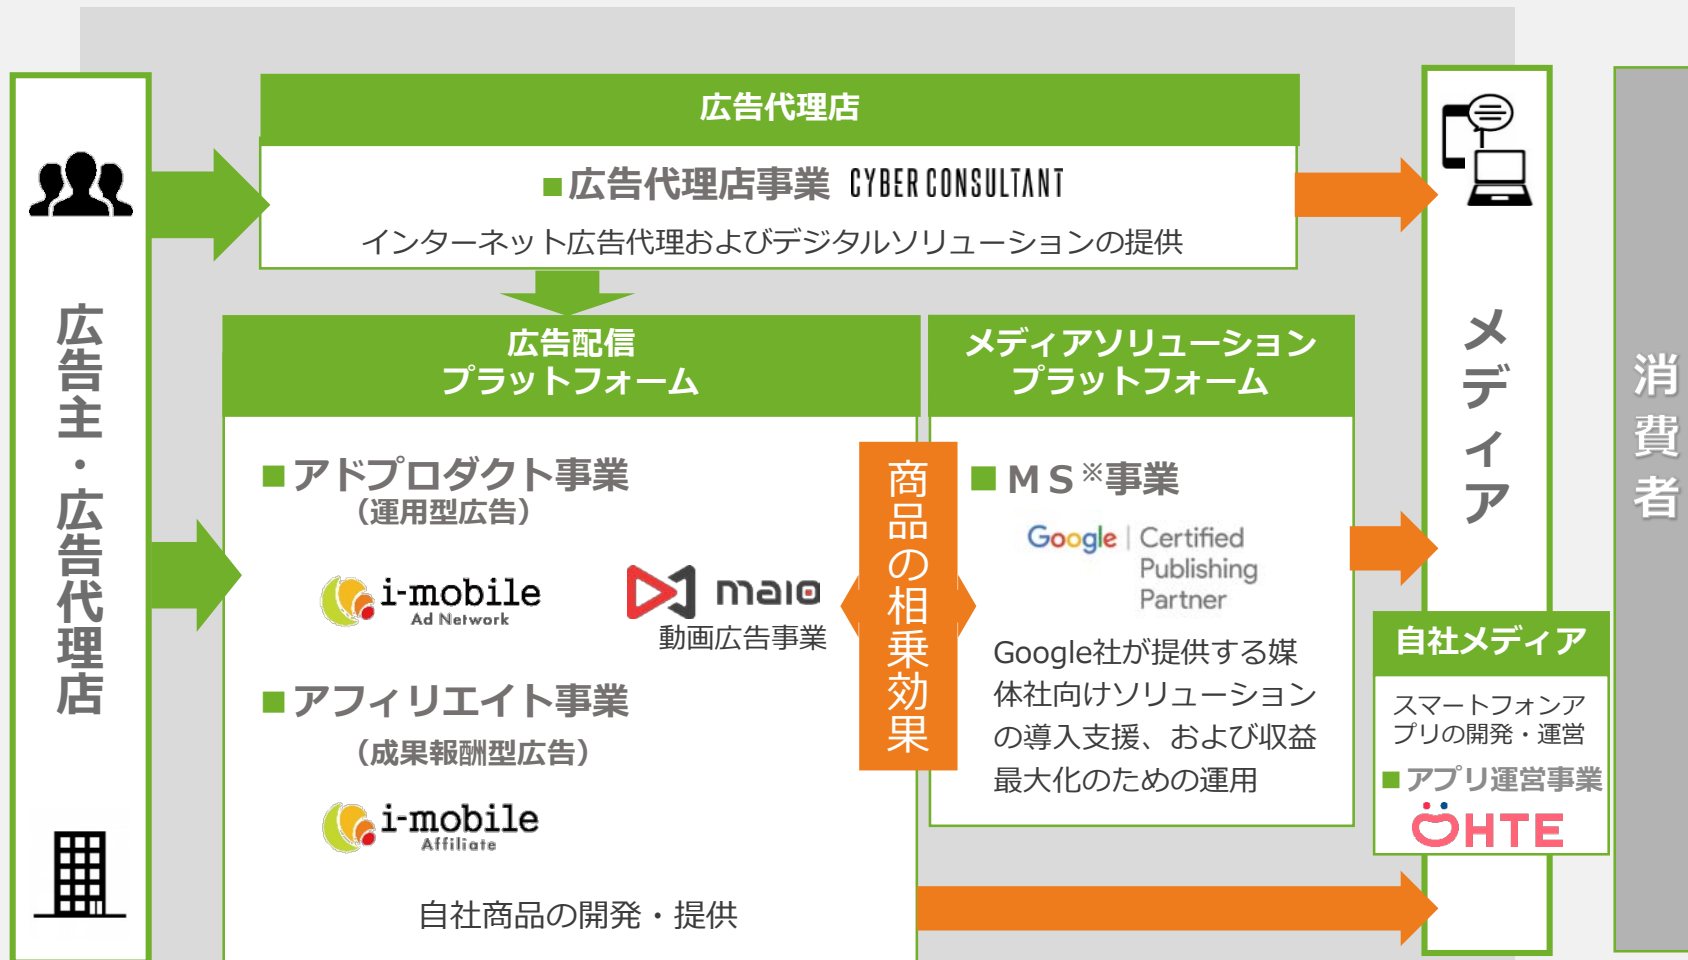 広告主・広告代理店
広告代理店
■広告代理店事業 CYBER CONSULTANT
インターネット広告代理およびデジタルソリューションの提供
広告配信
プラットフォーム
■アドプロダクト事業
（運用型広告）
i-mobile
Ad Network
maio
動画広告事業
■アフィリエイト事業
（成果報酬型広告）
i-mobile
Affiliate
自社商品の開発・提供
商品の相乗効果
メディアソリューション
プラットフォーム
■ＭＳ※事業
Google | Certified
Publishing
Partner
Google社が提供する媒
体社向けソリューション
の導入支援、および収益
最大化のための運用
メディア
自社メディア
スマートフォンア
プリの開発・運営
■アプリ運営事業
OHTE
消費者